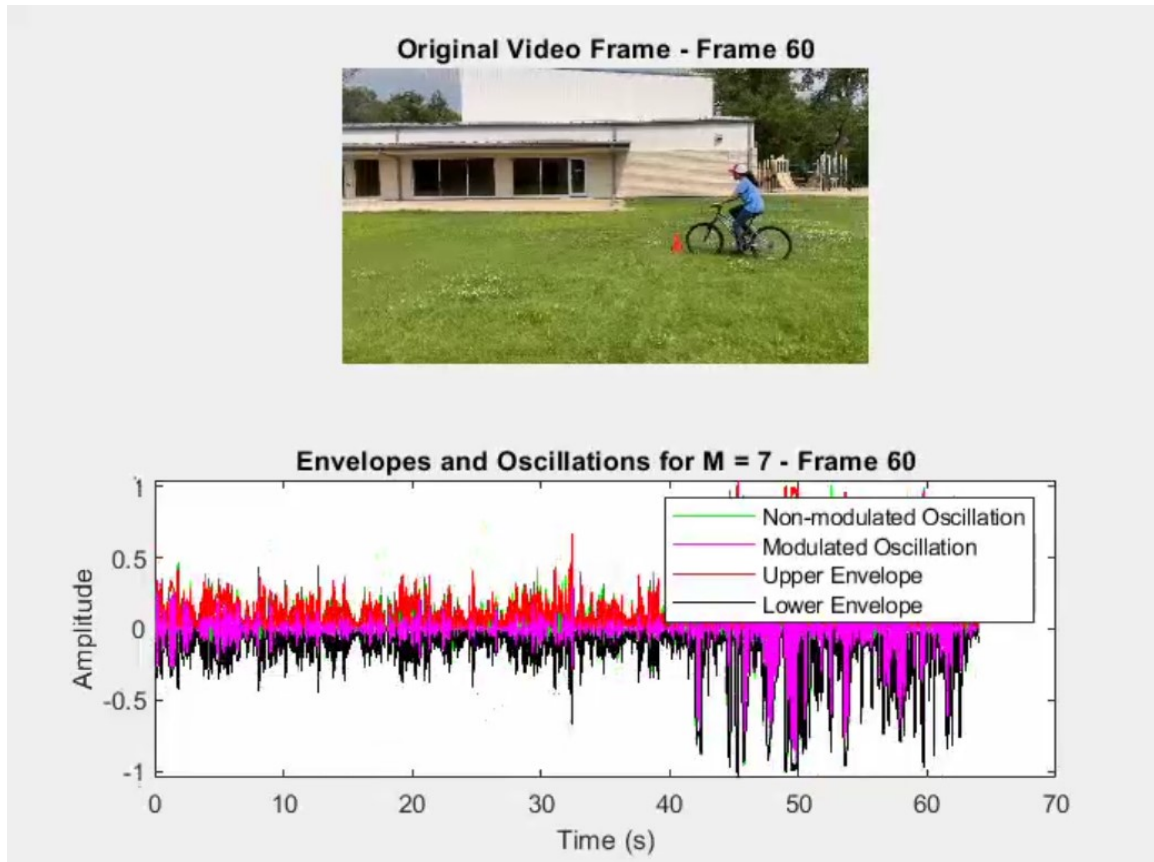 Original Video Frame - Frame 60
Envelopes and Oscillations for M = 7 - Frame 60
1
0.5
0
-0.5
-1
Amplitude
Non-modulated Oscillation
Modulated Oscillation
Upper Envelope
Lower Envelope
0 10 20 30 40 50 60 70
Time (s)